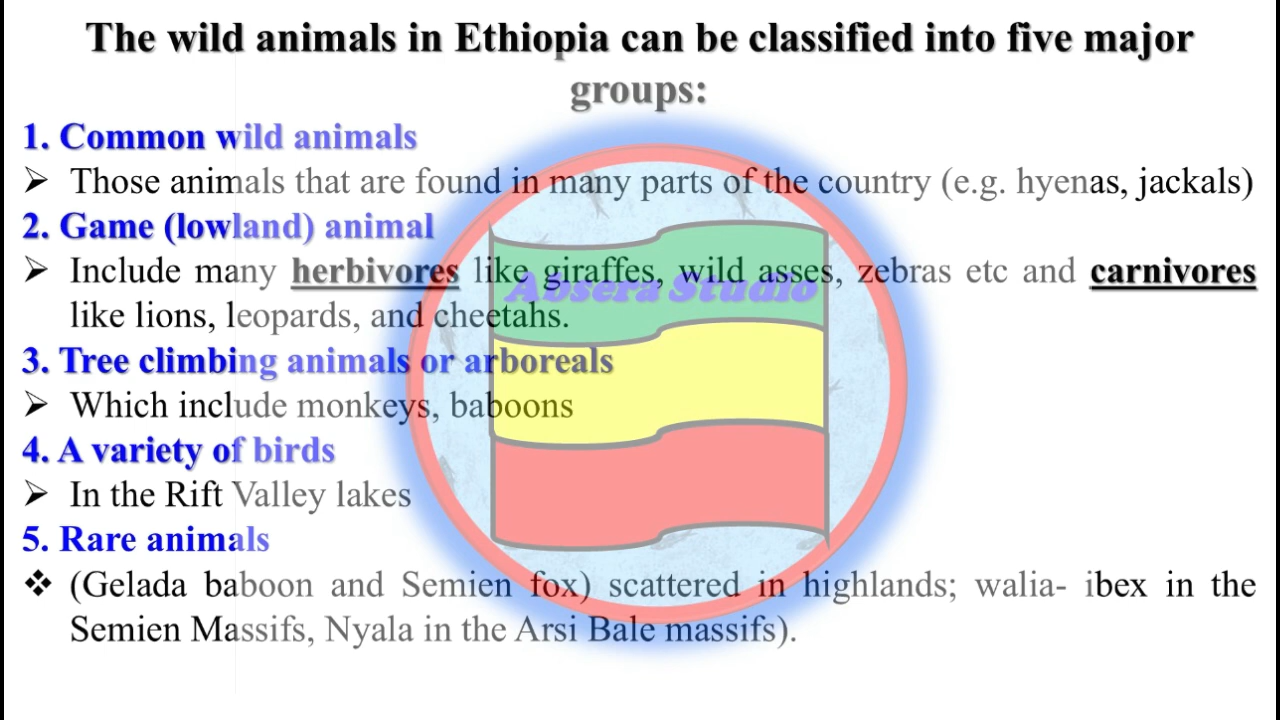 The wild animals in Ethiopia can be classified into five major
groups:
1. Common wild animals
➢ Those animals that are found in many parts of the country (e.g. hyenas, jackals)
2. Game (lowland) animal
➢ Include many herbivores like giraffes, wild asses, zebras etc and carnivores
like lions, leopards, and cheetahs.
Absera Studio
3. Tree climbing animals or arboreals
➢ Which include monkeys, baboons
4. A variety of birds
➢ In the Rift Valley lakes
5. Rare animals
❖ (Gelada baboon and Semien fox) scattered in highlands; walia- ibex in the
Semien Massifs, Nyala in the Arsi Bale massifs).